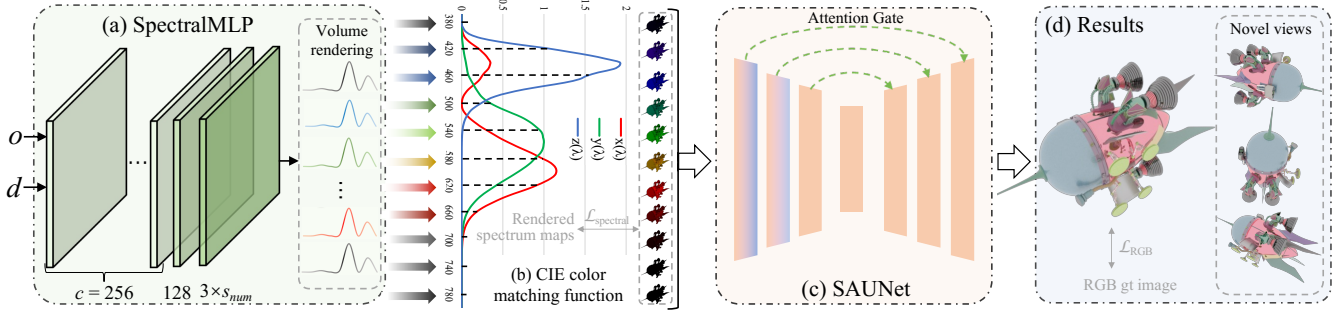 (a) SpectralMLP
Volume
rendering
o
d
...
c = 256
128
3×s_num
380
420
460
500
540
580
620
660
700
740
780
0
0.5
1
1.5
2
z(λ)
y(λ)
x(λ)
Rendered
spectrum maps
ℒspectral
(b) CIE color
matching function
Attention Gate
(c) SAUNet
(d) Results
Novel views
ℒRGB
RGB gt image